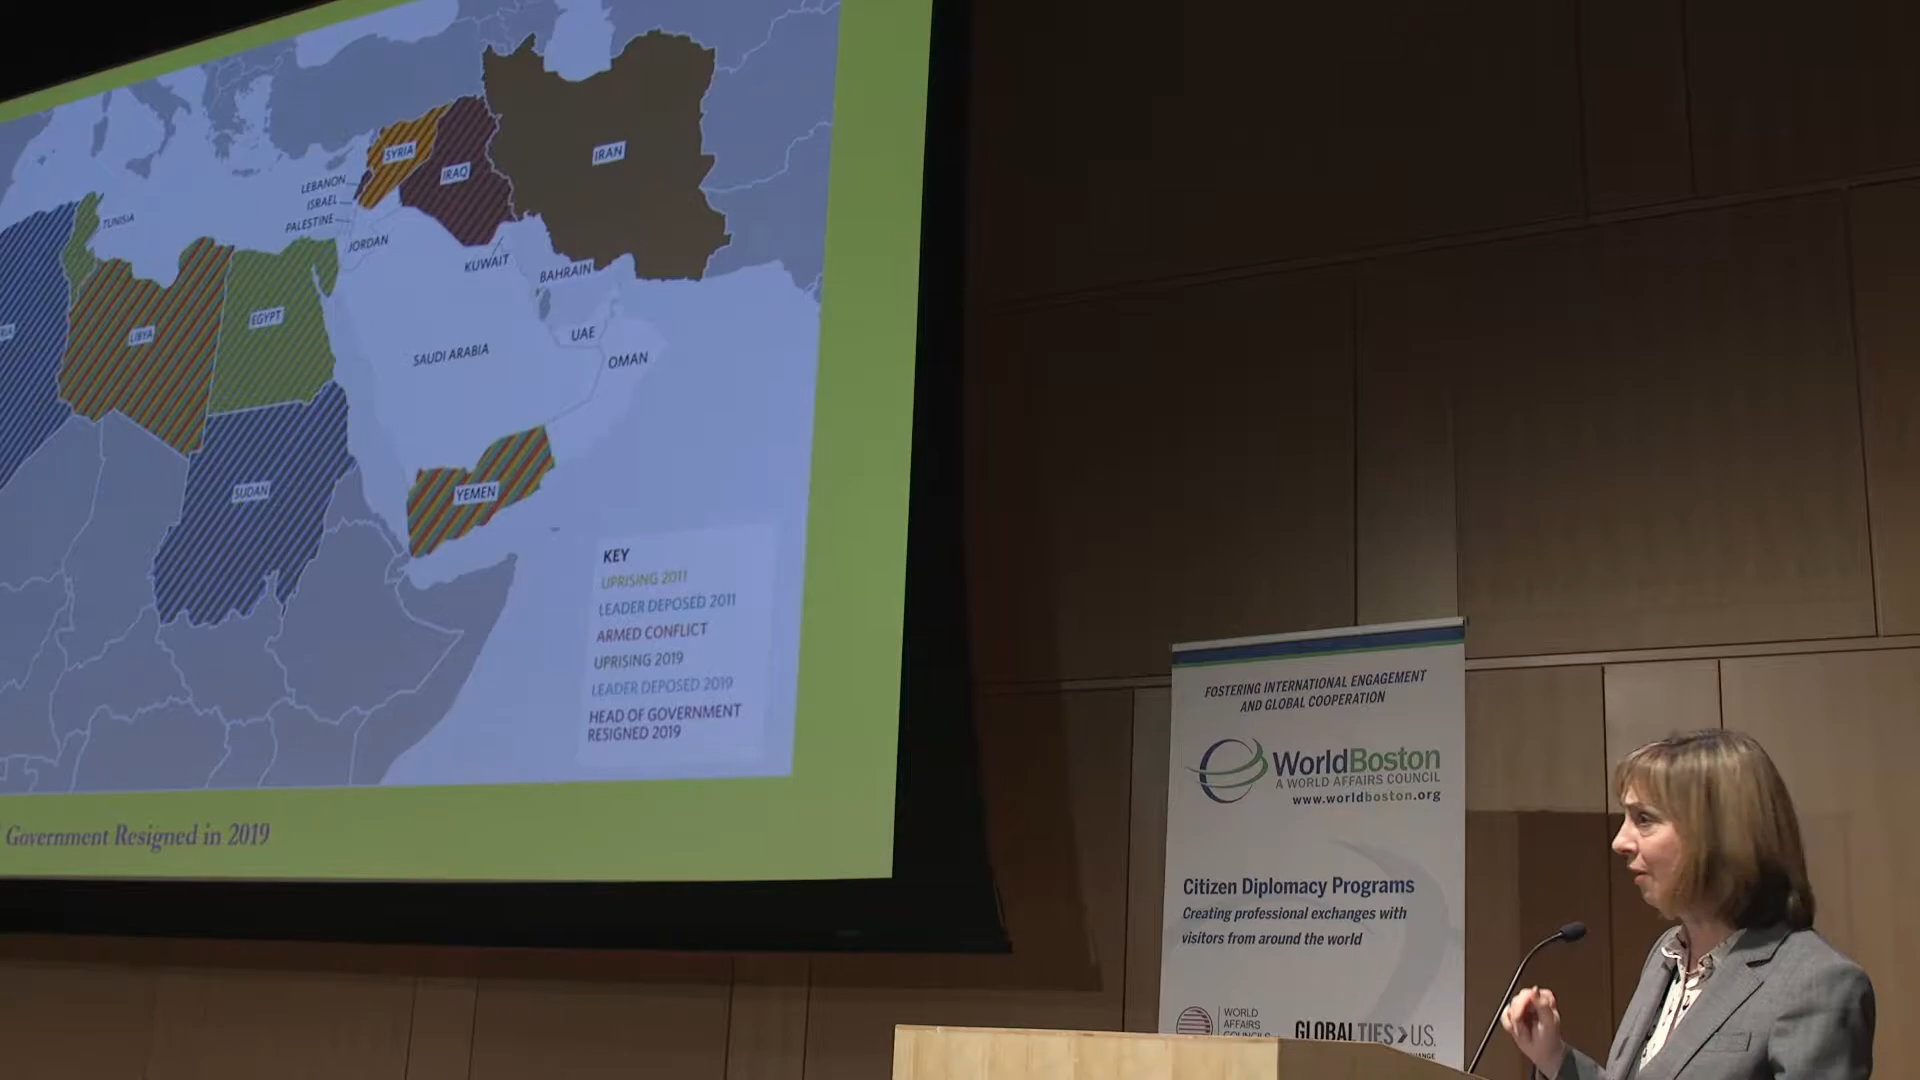 SYRIA
IRAQ
IRAN
LEBANON
ISRAEL
PALESTINE
JORDAN
KUWAIT
BAHRAIN
TUNISIA
LIBYA
EGYPT
SAUDI ARABIA
UAE
OMAN
SUDAN
YEMEN
KEY
UPRISING 2011
LEADER DEPOSED 2011
ARMED CONFLICT
UPRISING 2019
LEADER DEPOSED 2019
HEAD OF GOVERNMENT
RESIGNED 2019
Government Resigned in 2019
FOSTERING INTERNATIONAL ENGAGEMENT
AND GLOBAL COOPERATION
WorldBoston
A WORLD AFFAIRS COUNCIL
www.worldboston.org
Citizen Diplomacy Programs
Creating professional exchanges with
visitors from around the world
WORLD
AFFAIRS
COUNCILS
GLOBALTIES>U.S.